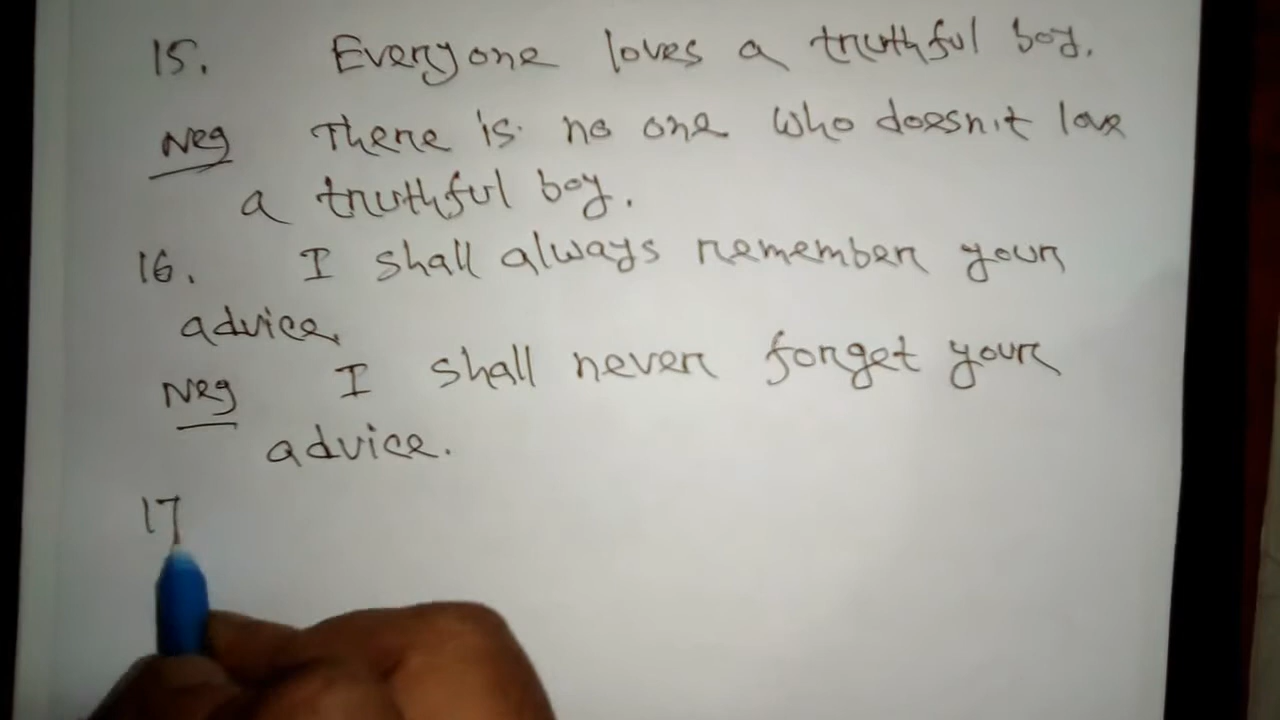 15. Everyone loves a truthful boy.
Neg There is no one who doesn't love
a truthful boy.
16. I shall always remember your
advice.
Neg I shall never forget your
advice.
17